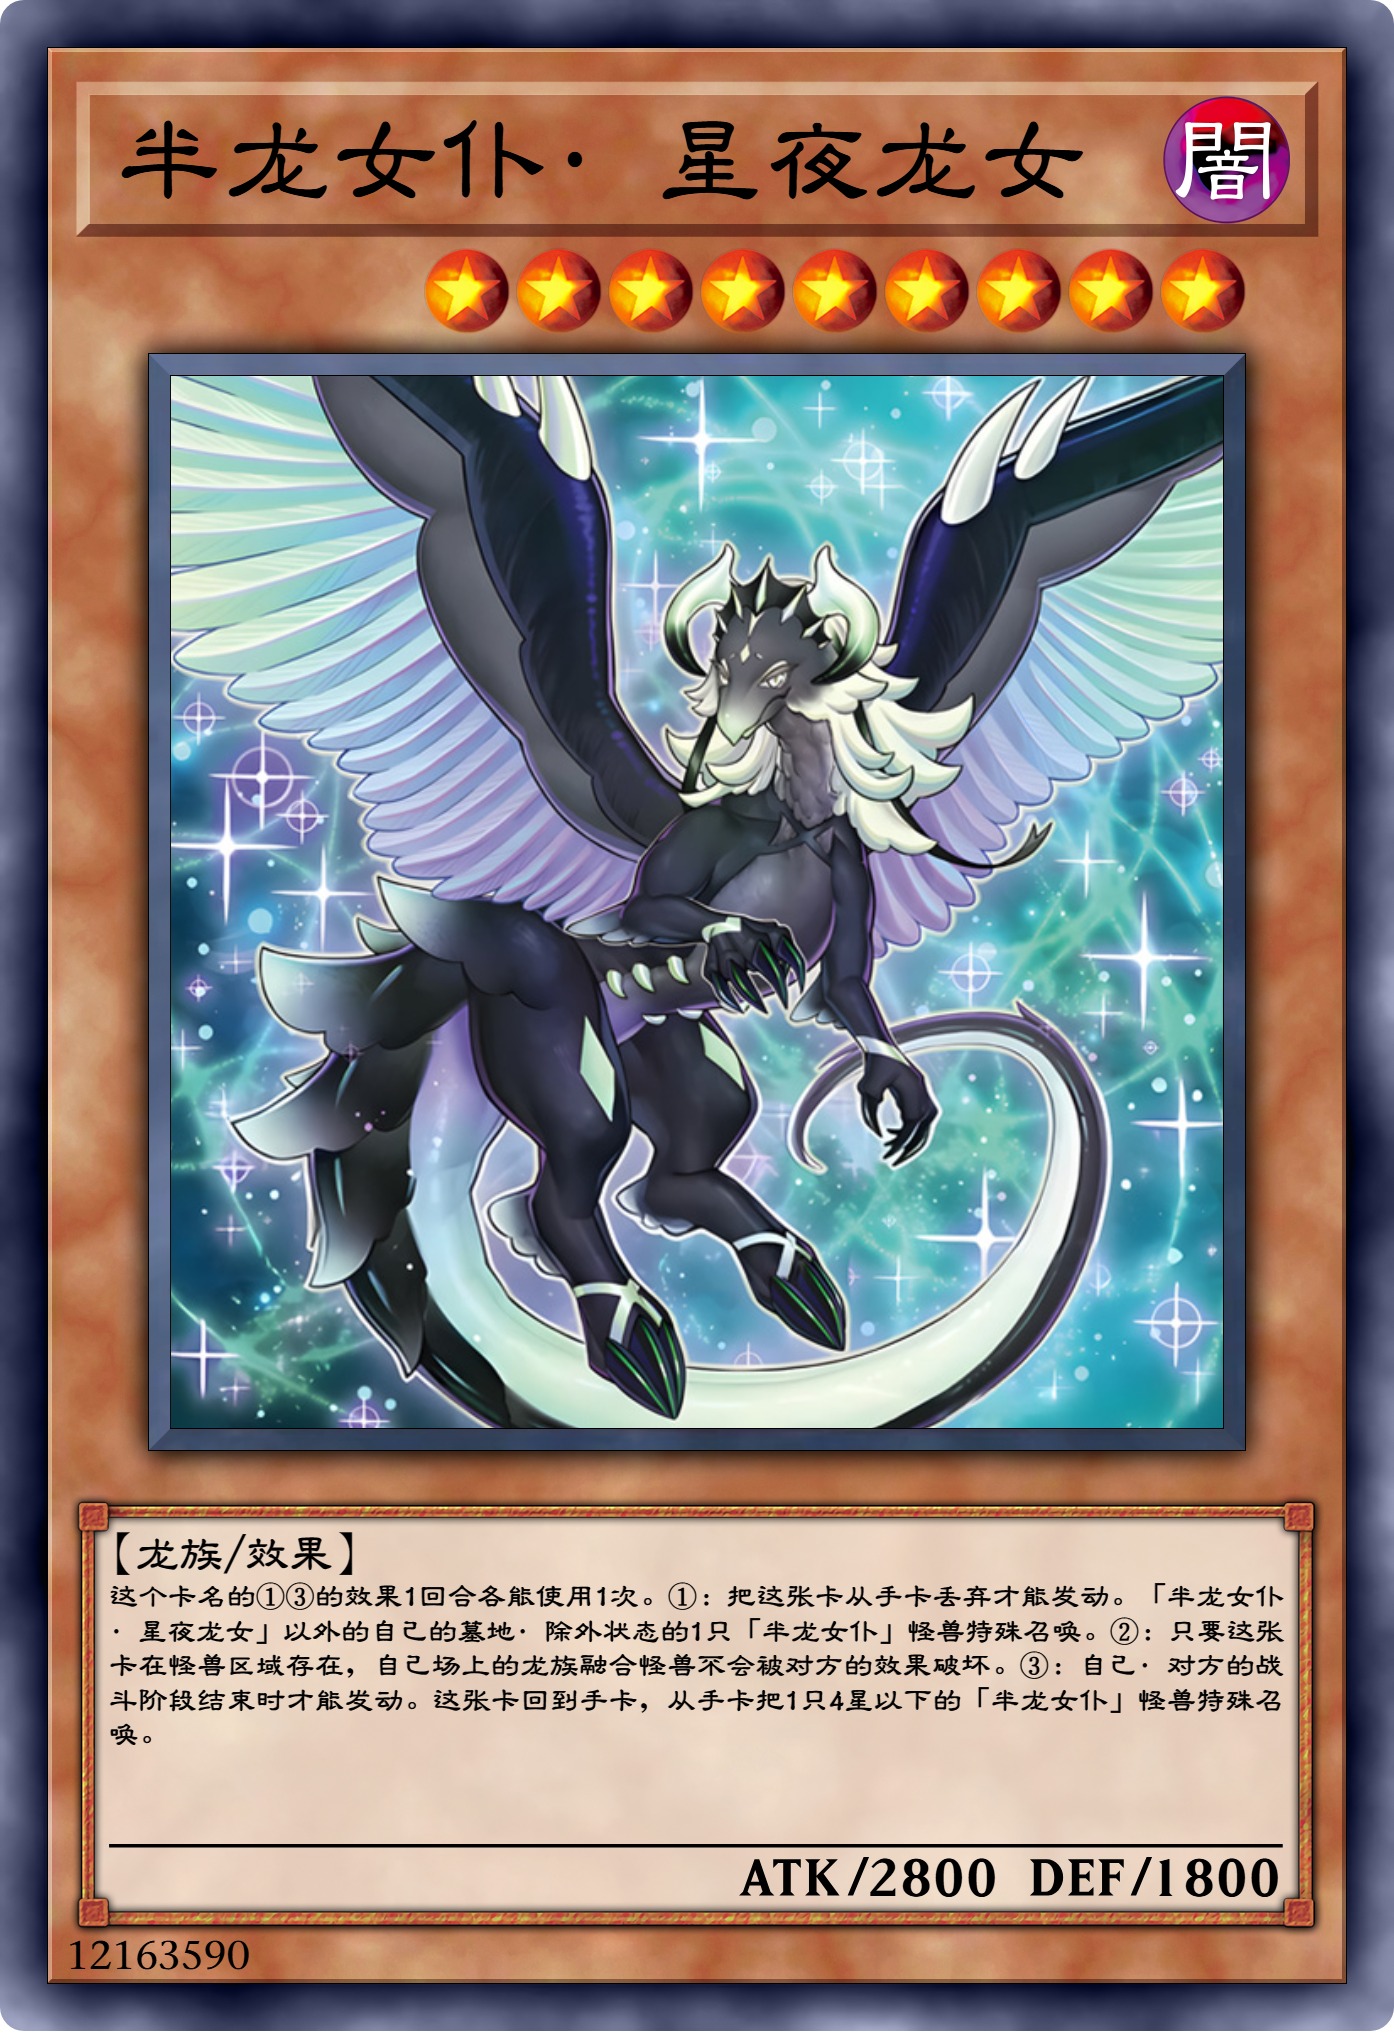 半龙女仆· 星夜龙女
闇
【龙族/效果】
这个卡名的①③的效果1回合各能使用1次。①：把这张卡从手卡丢弃才能发动。「半龙女仆
·星夜龙女」以外的自己的墓地·除外状态的1只「半龙女仆」怪兽特殊召唤。②：只要这张
卡在怪兽区域存在，自己场上的龙族融合怪兽不会被对方的效果破坏。③：自己·对方的战
斗阶段结束时才能发动。这张卡回到手卡，从手卡把1只4星以下的「半龙女仆」怪兽特殊召
唤。
ATK/2800 DEF/1800
12163590